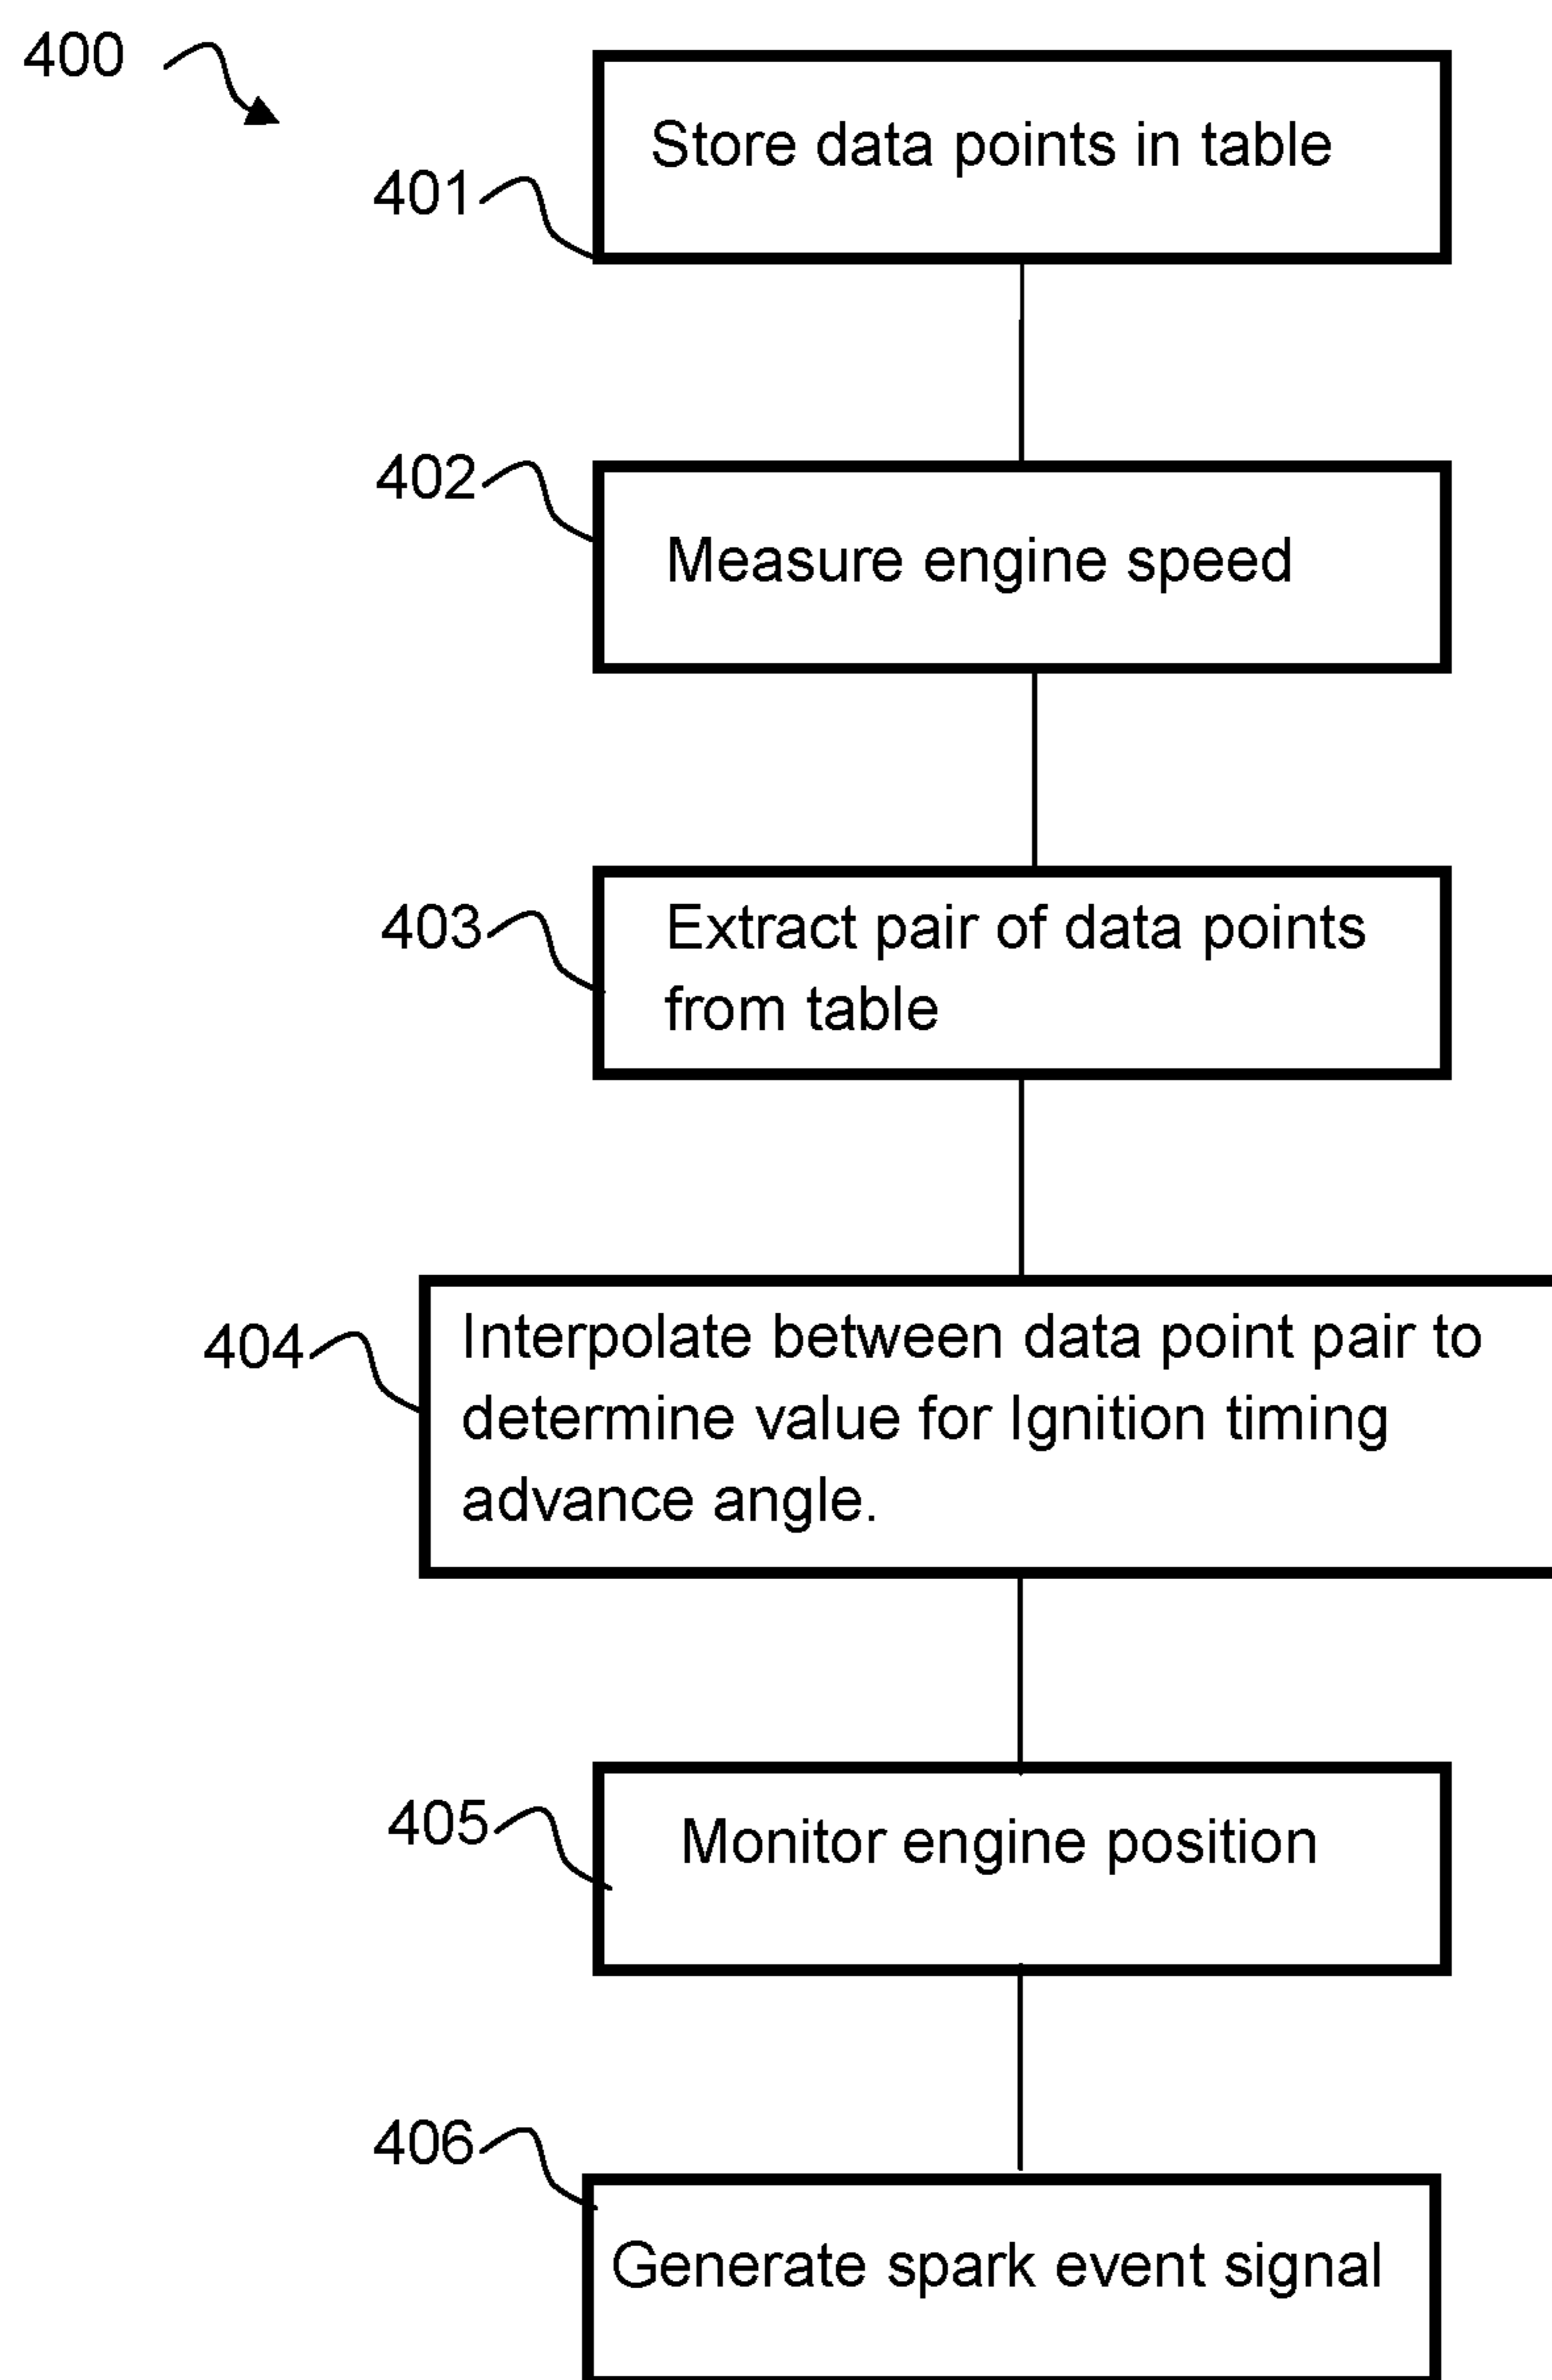 400
Store data points in table
401
402
Measure engine speed
403
Extract pair of data points
from table
404
Interpolate between data point pair to
determine value for Ignition timing
advance angle.
405
Monitor engine position
406
Generate spark event signal